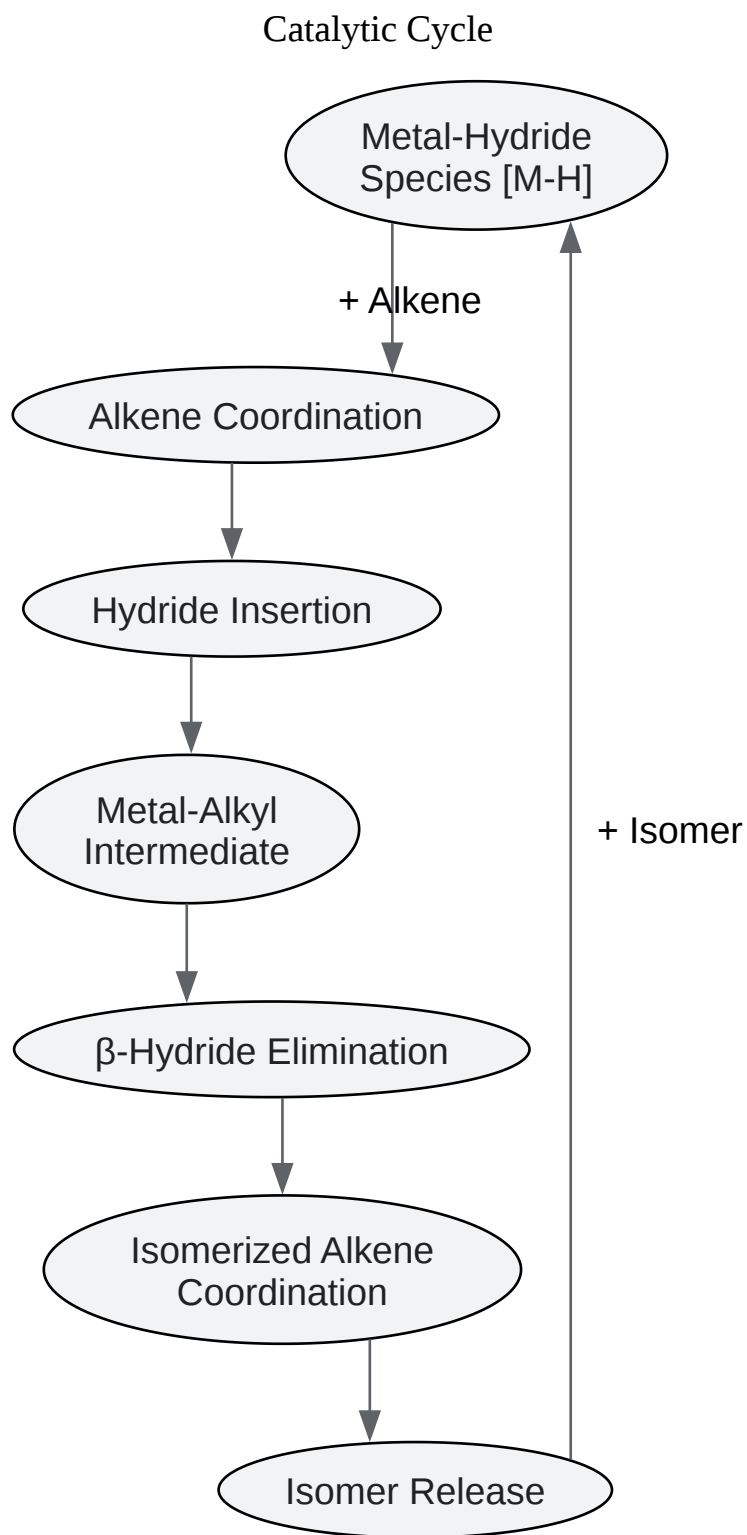 Catalytic Cycle
Metal-Hydride
Species [M-H]
+ Alkene
Alkene Coordination
Hydride Insertion
Metal-Alkyl
Intermediate
+ Isomer
β-Hydride Elimination
Isomerized Alkene
Coordination
Isomer Release